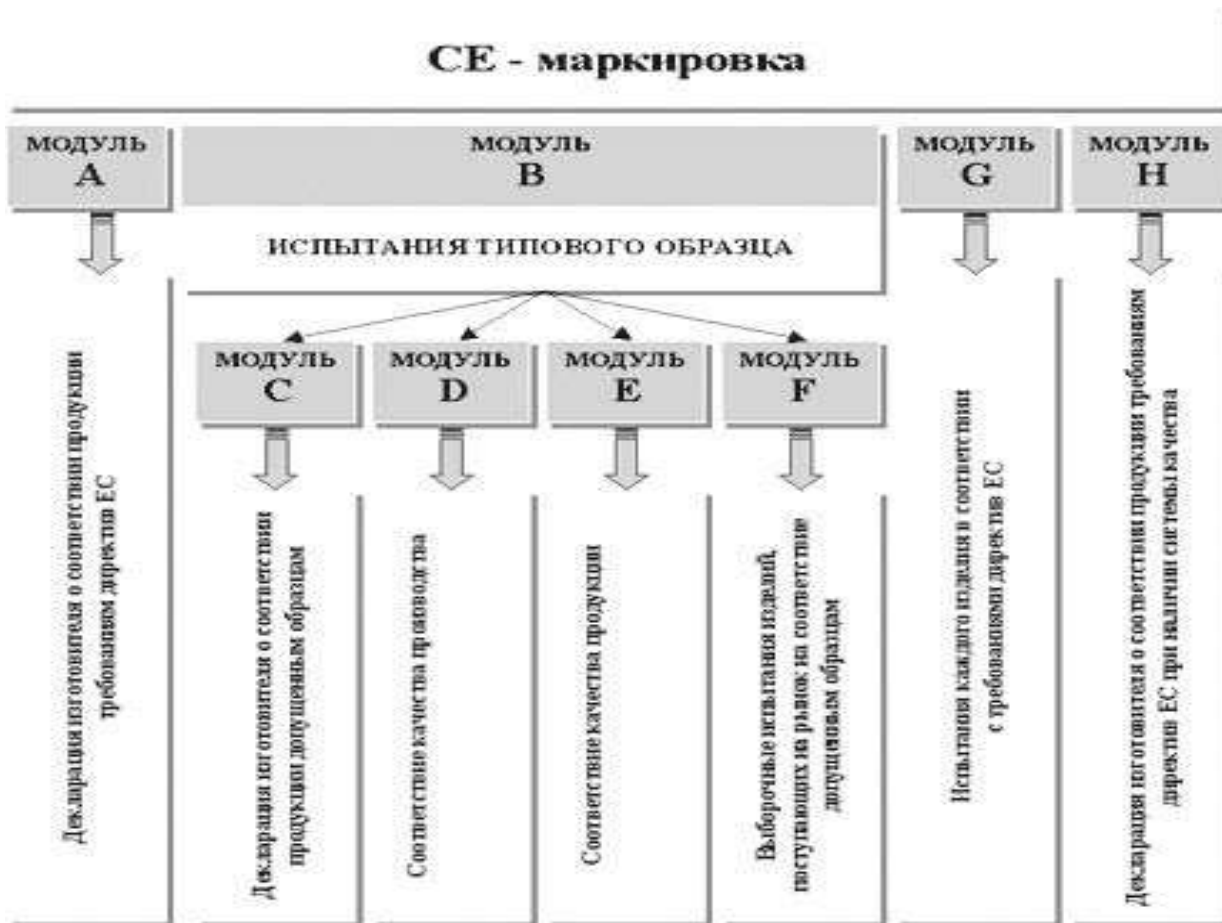 СЕ - маркировка
МОДУЛЬ
A
МОДУЛЬ
B
МОДУЛЬ
G
МОДУЛЬ
H
ИСПЫТАНИЯ ТИПОВОГО ОБРАЗЦА
МОДУЛЬ
C
МОДУЛЬ
D
МОДУЛЬ
E
МОДУЛЬ
F
Декларация изготовителя о соответствии продукции
требованиям директив ЕС
Декларация изготовителя о соответствии
продукции допущенным образцам
Соответствие качества производства
Соответствие качества продукции
Выборочные испытания изделий,
поступающих на рынок на соответствие
допущеновым образцам
Испытания каждого изделия в соответствии
с требованиями директив ЕС
Декларация изготовителя о соответствии продукции требованиям
директив ЕС при наличии системы качества